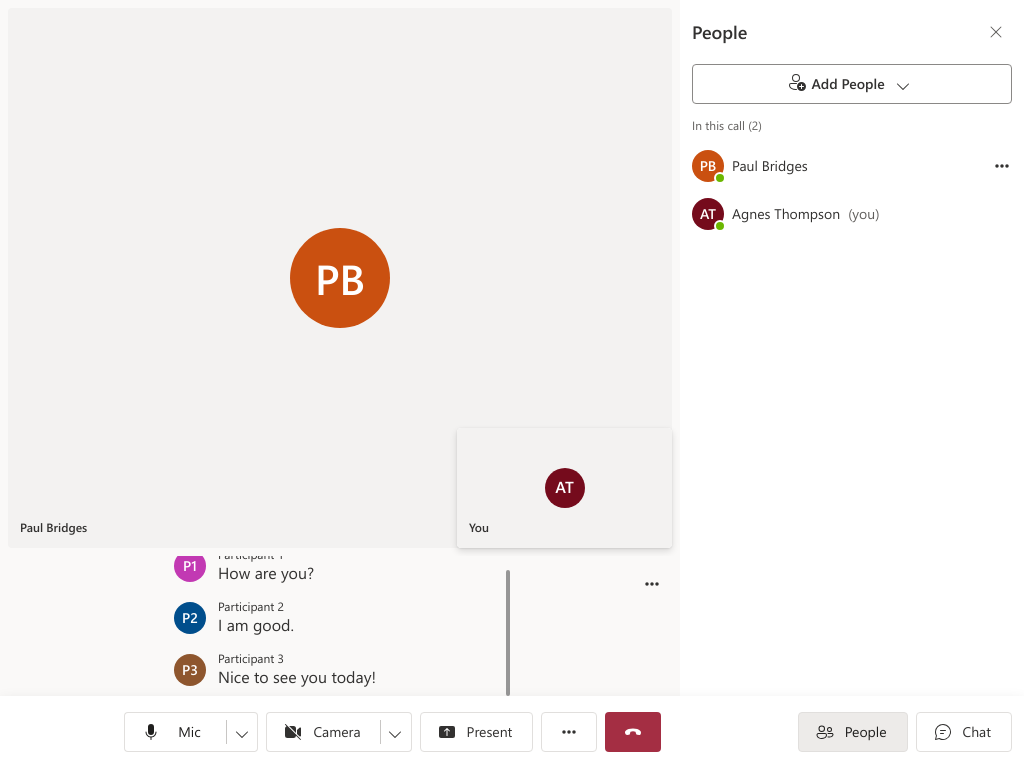 People
Add People
In this call (2)
PB Paul Bridges
AT Agnes Thompson (you)
PB
Paul Bridges
AT
You
Participant 1
P1 How are you?
Participant 2
P2 I am good.
Participant 3
P3 Nice to see you today!
Mic Camera Present People Chat